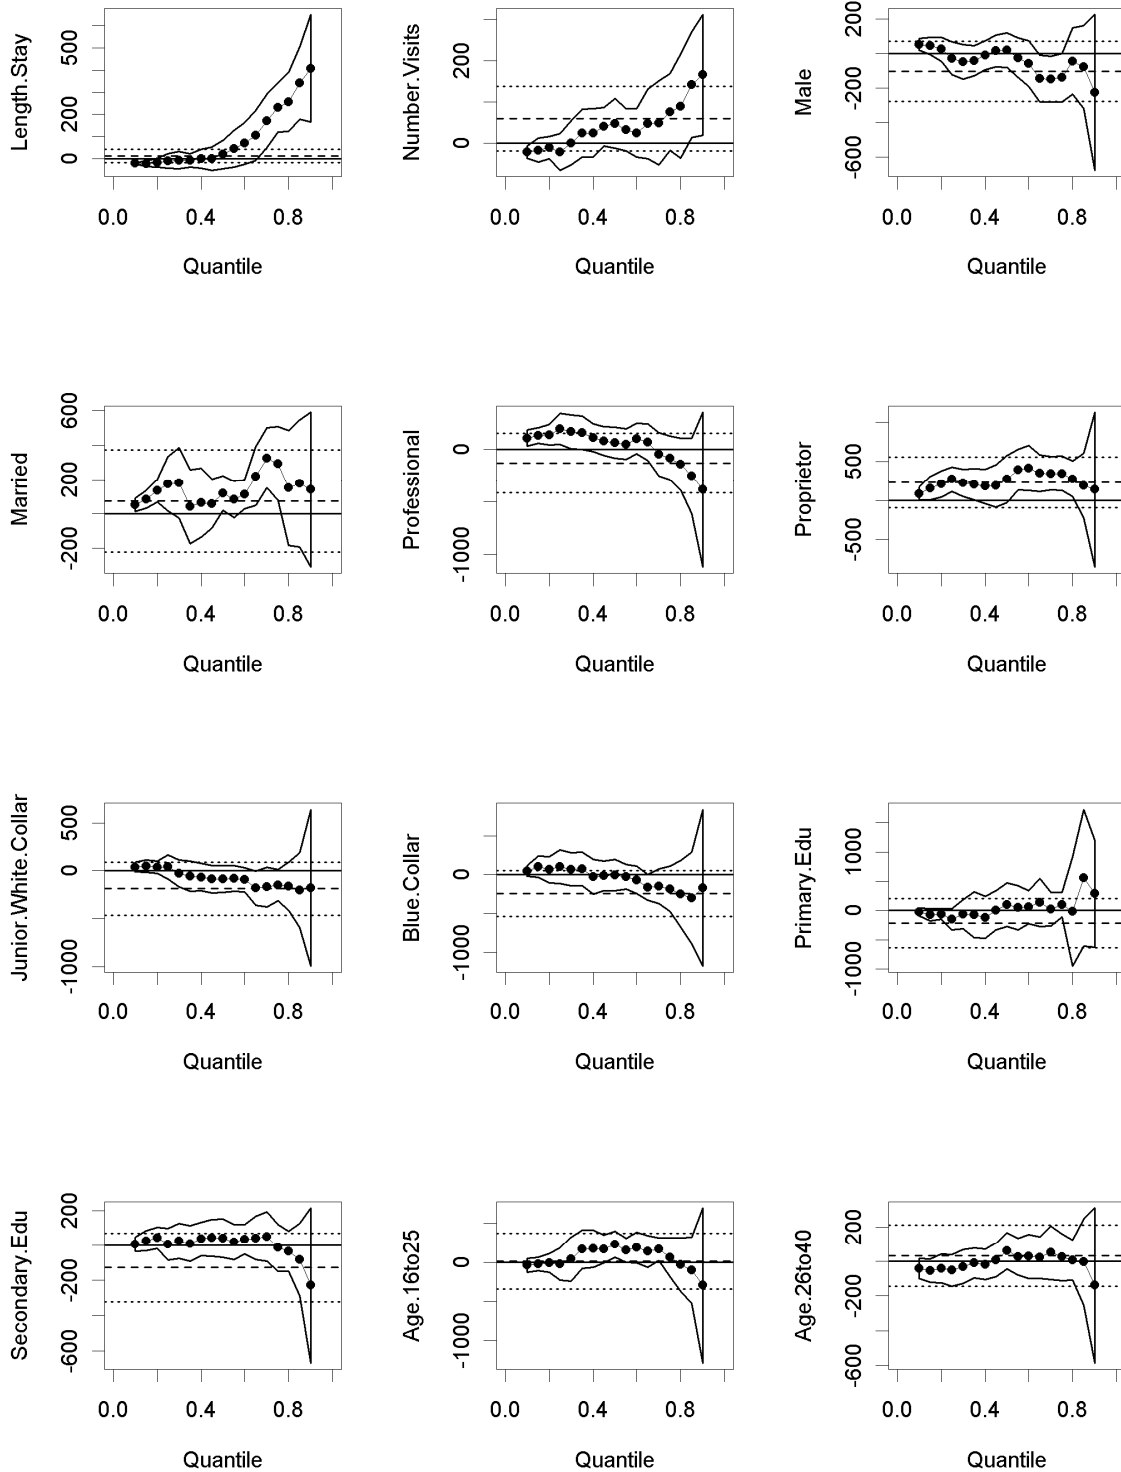 Length.Stay
0 200 500
0.0 0.4 0.8
Quantile
Number.Visits
0 200
0.0 0.4 0.8
Quantile
Male
-600 -200 200
0.0 0.4 0.8
Quantile
Married
-200 200 600
0.0 0.4 0.8
Quantile
Professional
-1000 0
0.0 0.4 0.8
Quantile
Proprietor
-500 500
0.0 0.4 0.8
Quantile
Junior.White.Collar
-1000 0 500
0.0 0.4 0.8
Quantile
Blue.Collar
-1000 0
0.0 0.4 0.8
Quantile
Primary.Edu
-1000 0 1000
0.0 0.4 0.8
Quantile
Secondary.Edu
-600 -200 200
0.0 0.4 0.8
Quantile
Age.16to25
-1000 0
0.0 0.4 0.8
Quantile
Age.26to40
-600 -200 200
0.0 0.4 0.8
Quantile